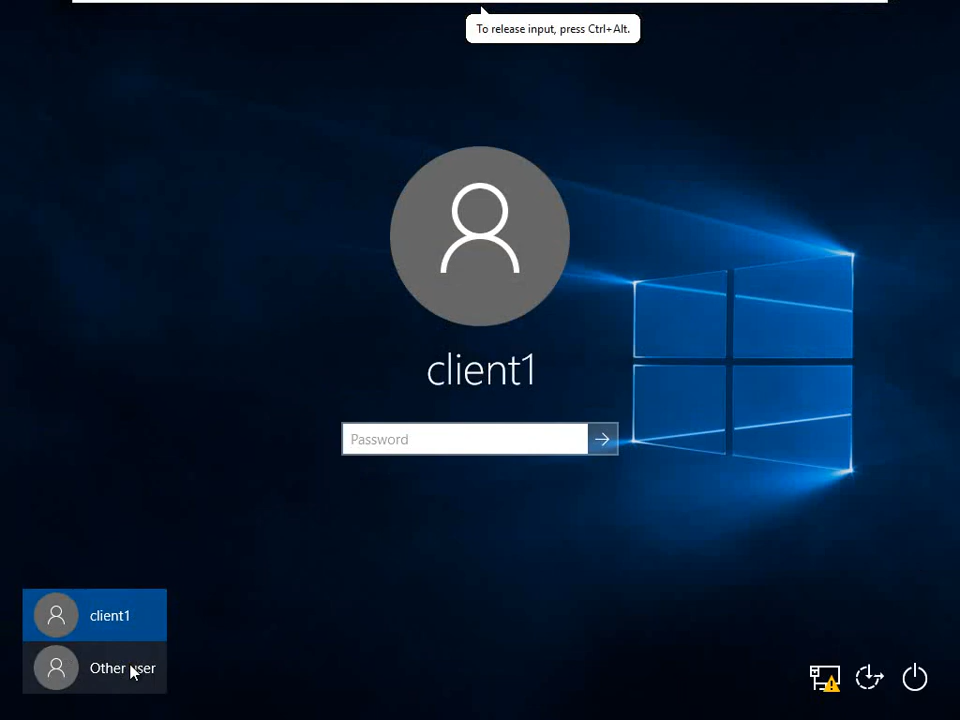 To release input, press Ctrl+Alt.
client1
Password
client1
Other user